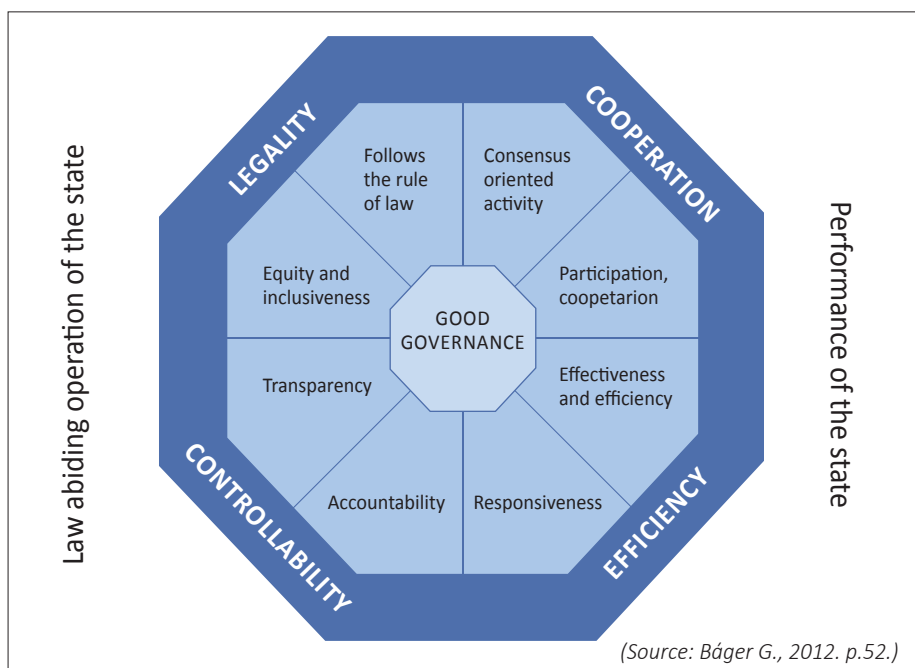 Law abiding operation of the state
LEGALITY
COOPERATION
Follows
the rule
of law
Consensus
oriented
activity
Equity and
inclusiveness
Participation,
coopetarion
GOOD
GOVERNANCE
Transparency
Effectiveness
and efficiency
Accountability
Responsiveness
CONTROLLABILITY
EFFICIENCY
Performance of the state
(Source: Báger G., 2012. p.52.)